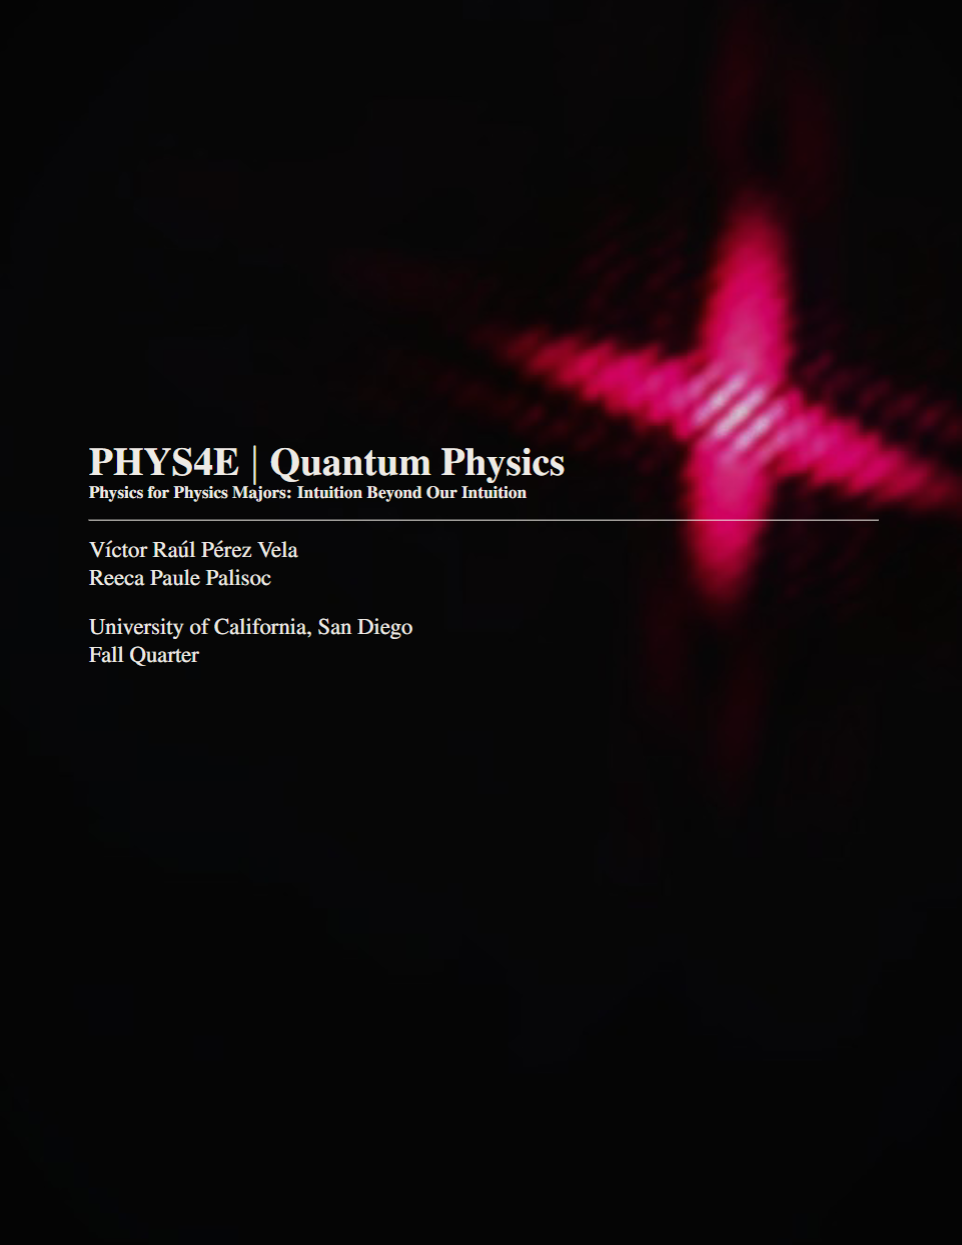 PHYS4E | Quantum Physics
Physics for Physics Majors: Intuition Beyond Our Intuition
Víctor Raúl Pérez Vela
Reeca Paule Palisoc
University of California, San Diego
Fall Quarter